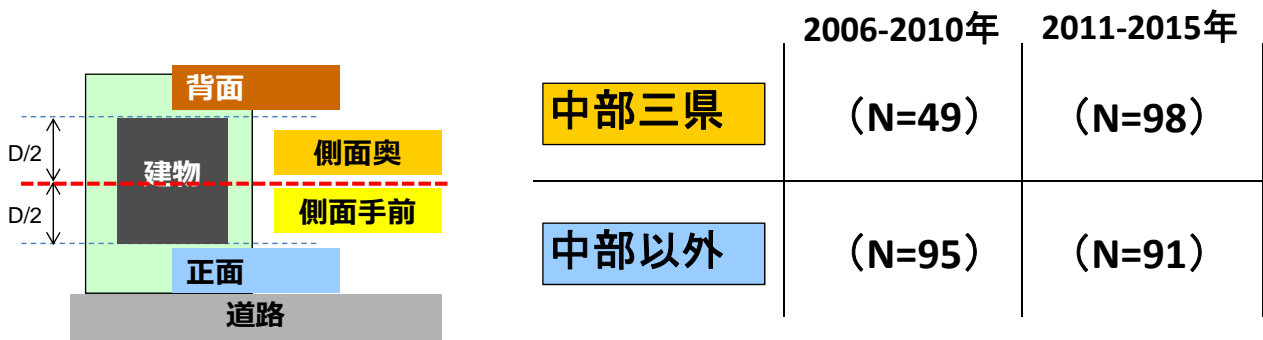 背面
D/2
建物
側面奥
D/2
側面手前
正面
道路
2006-2010年 2011-2015年
中部三県 （N=49） （N=98）
中部以外 （N=95） （N=91）